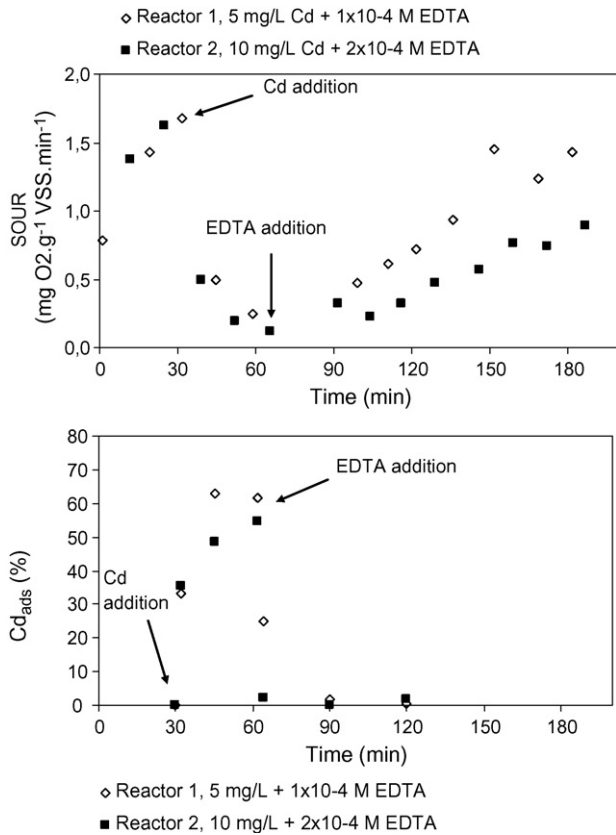 ◇ Reactor 1, 5 mg/L Cd + 1x10-4 M EDTA
■ Reactor 2, 10 mg/L Cd + 2x10-4 M EDTA
SOUR
(mg O2.g⁻¹ VSS.min⁻¹)
2,0
1,5
1,0
0,5
0,0
Cd addition
EDTA addition
0 30 60 90 120 150 180
Time (min)
Cd_ads (%)
80
70
60
50
40
30
20
10
0
EDTA addition
Cd
addition
0 30 60 90 120 150 180
Time (min)
◇ Reactor 1, 5 mg/L + 1x10-4 M EDTA
■ Reactor 2, 10 mg/L + 2x10-4 M EDTA